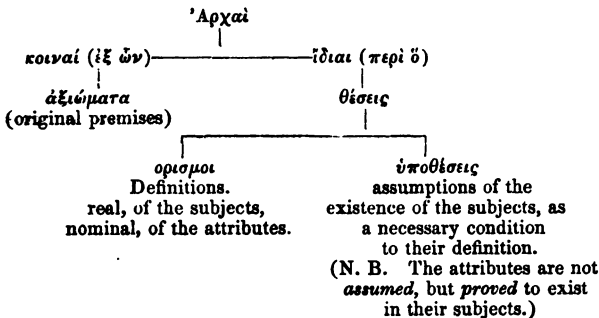 Ἀρχαὶ
κοιναί (ἐξ ὧν) ἴδιαι (περὶ ὅ)
ἀξιώματα θέσεις
(original premises)
ορισμοι ὑποθέσεις
Definitions. assumptions of the
real, of the subjects, existence of the subjects, as
nominal, of the attributes. a necessary condition
to their definition.
(N. B. The attributes are not
assumed, but proved to exist
in their subjects.)